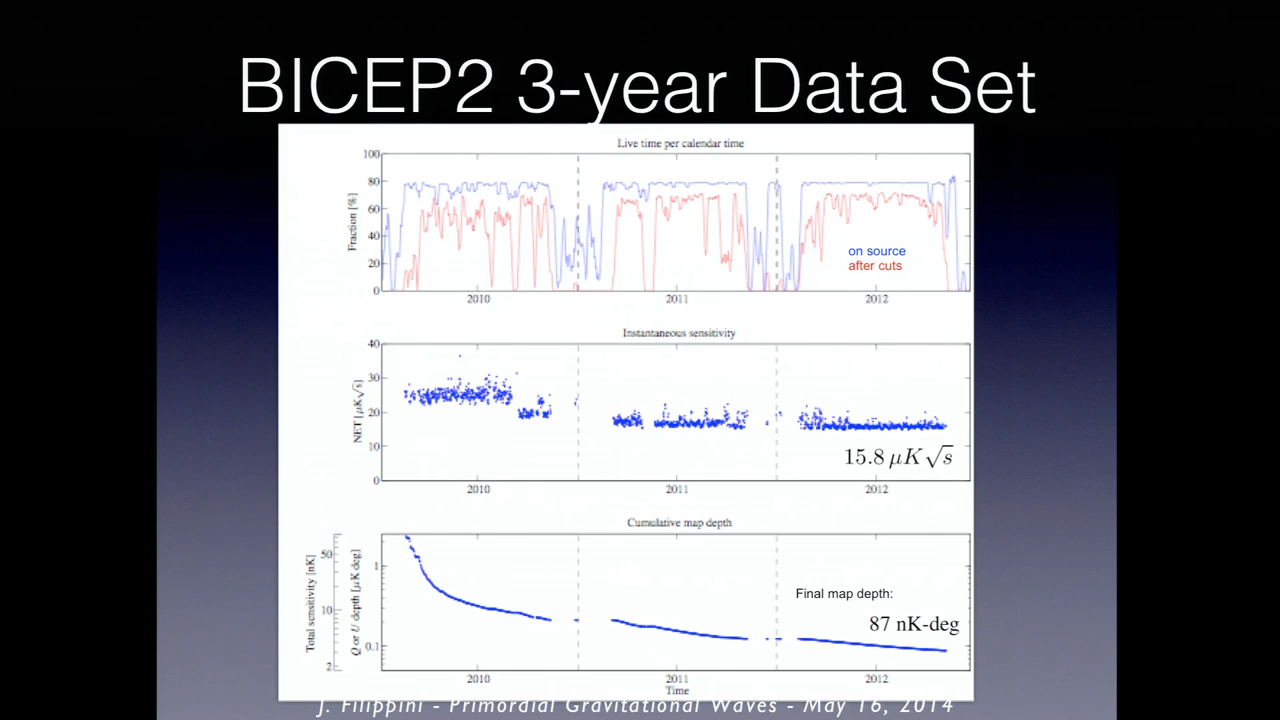 BICEP2 3-year Data Set
Live time per calendar time
100
80
60
40
20
0
Fraction [%]
on source
after cuts
2010 2011 2012
Instantaneous sensitivity
40
30
20
10
0
NET [μK√s]
15.8 μK√s
2010 2011 2012
Cumulative map depth
Total sensitivity [nK]
50
10
2
Q or U depth [μK deg]
1
0.1
Final map depth:
87 nK-deg
2010 2011 2012
Time
J. Filippini - Primordial Gravitational Waves - May 16, 2014